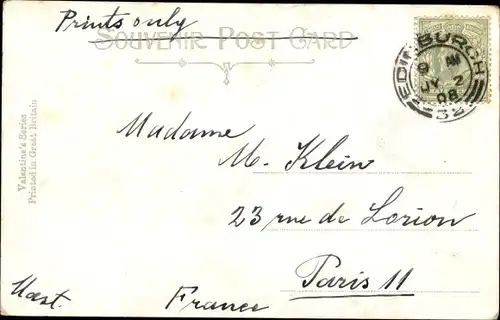 Prints only
SOUVENIR POST CARD
EDINBURGH
9 AM
JY 2
08
32
Valentine's Series
Printed in Great Britain
Madame
M. Klein
23 rue de Lorion
Paris 11
France